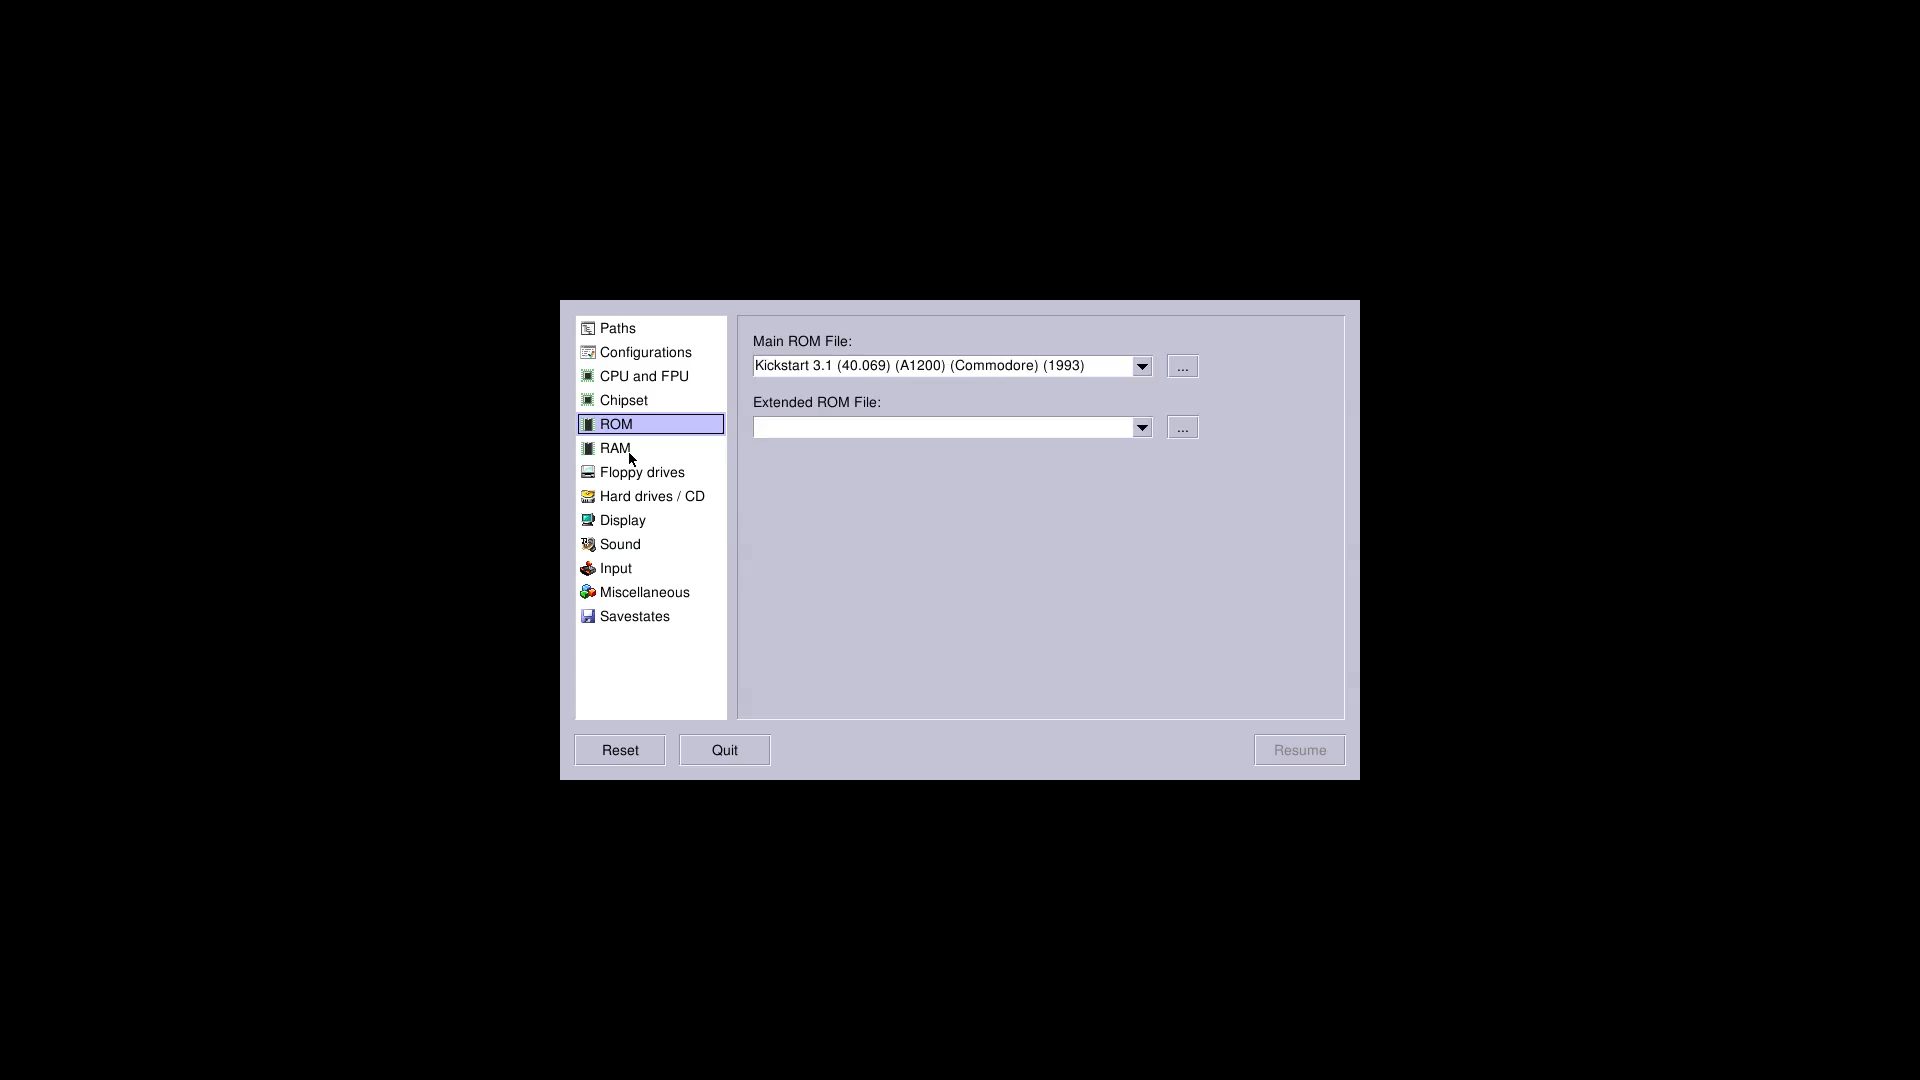 Paths
Configurations
CPU and FPU
Chipset
ROM
RAM
Floppy drives
Hard drives / CD
Display
Sound
Input
Miscellaneous
Savestates
Main ROM File:
Kickstart 3.1 (40.069) (A1200) (Commodore) (1993)
...
Extended ROM File:
...
Reset
Quit
Resume